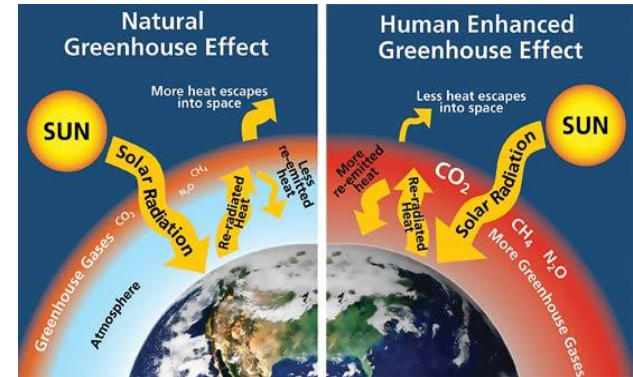 Natural
Greenhouse Effect
More heat escapes
into space
SUN
Solar Radiation
Re-radiated
Heat
Less
re-emitted
heat
CH₄
N₂O
CO₂
Greenhouse Gases
Atmosphere
Human Enhanced
Greenhouse Effect
Less heat escapes
into space
SUN
Solar Radiation
More
re-emitted
heat
Re-radiated
Heat
CO₂
CH₄ N₂O
More Greenhouse Gases